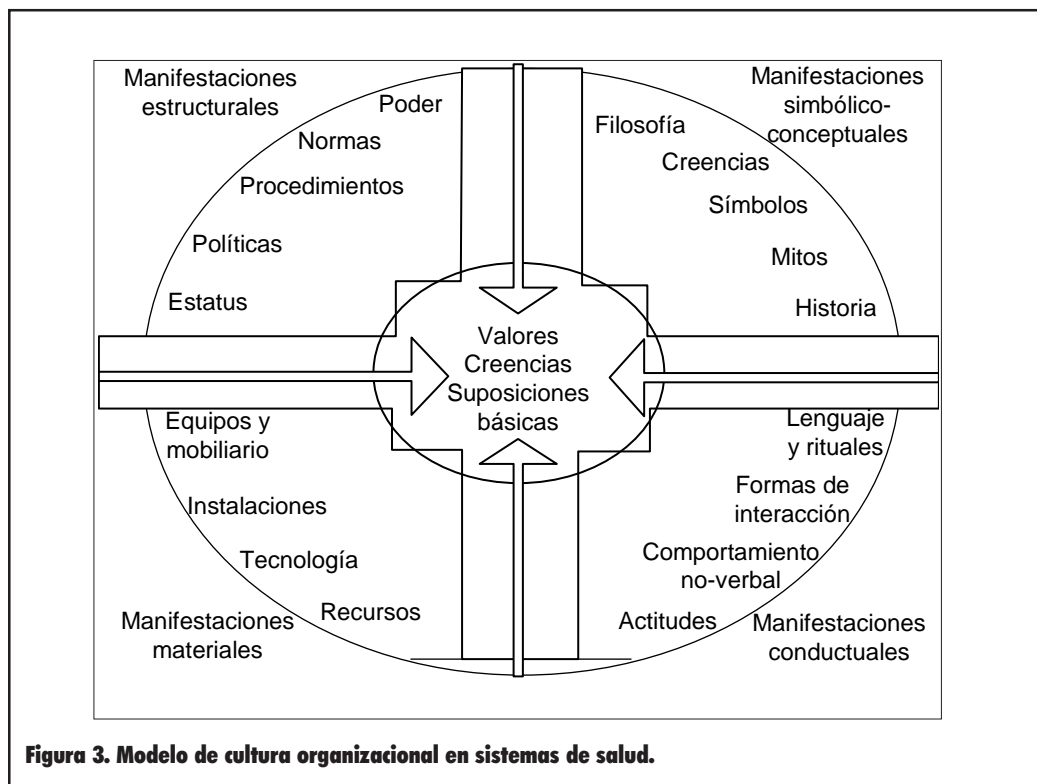 Manifestaciones
estructurales
Poder
Normas
Procedimientos
Políticas
Estatus
Manifestaciones
simbólico-
conceptuales
Filosofía
Creencias
Símbolos
Mitos
Historia
Valores
Creencias
Suposiciones
básicas
Equipos y
mobiliario
Instalaciones
Tecnología
Recursos
Manifestaciones
materiales
Lenguaje
y rituales
Formas de
interacción
Comportamiento
no-verbal
Actitudes
Manifestaciones
conductuales
Figura 3. Modelo de cultura organizacional en sistemas de salud.